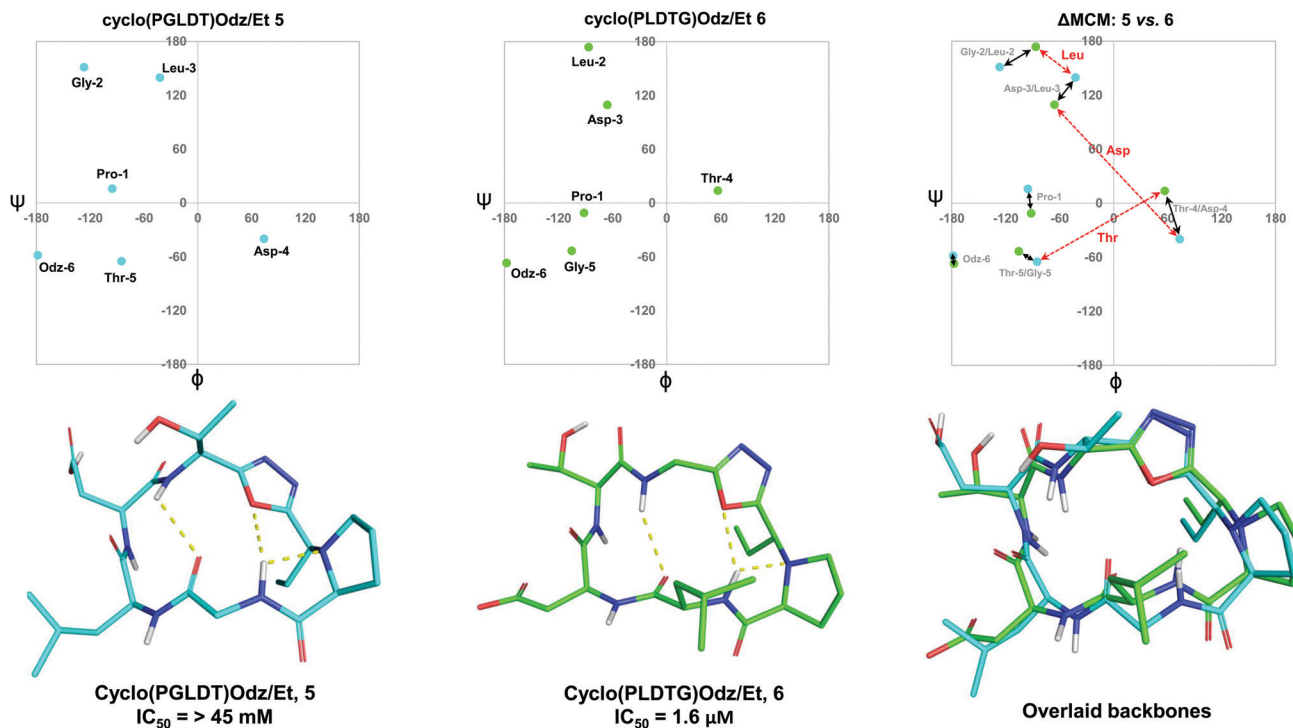 cyclo(PGLDT)Odz/Et 5
180
Leu-3
Gly-2
120
60
Pro-1
Ψ
0
-180
-120
-60
0
60
120
180
Odz-6
Thr-5
-60
Asp-4
-120
-180
ϕ
cyclo(PLDTG)Odz/Et 6
180
Leu-2
120
Asp-3
60
Pro-1
Thr-4
Ψ
0
-180
-120
-60
0
60
120
180
Odz-6
Gly-5
-60
-120
-180
ϕ
ΔMCM: 5 vs. 6
180
Gly-2/Leu-2
Leu
Asp-3/Leu-3
120
60
Asp
Pro-1
Ψ
0
Thr-4/Asp-4
-180
-120
-60
0
60
120
180
Thr
Odz-6
Thr-5/Gly-5
-60
-120
-180
ϕ
Cyclo(PGLDT)Odz/Et, 5
IC50 = > 45 mM
Cyclo(PLDTG)Odz/Et, 6
IC50 = 1.6 μM
Overlaid backbones